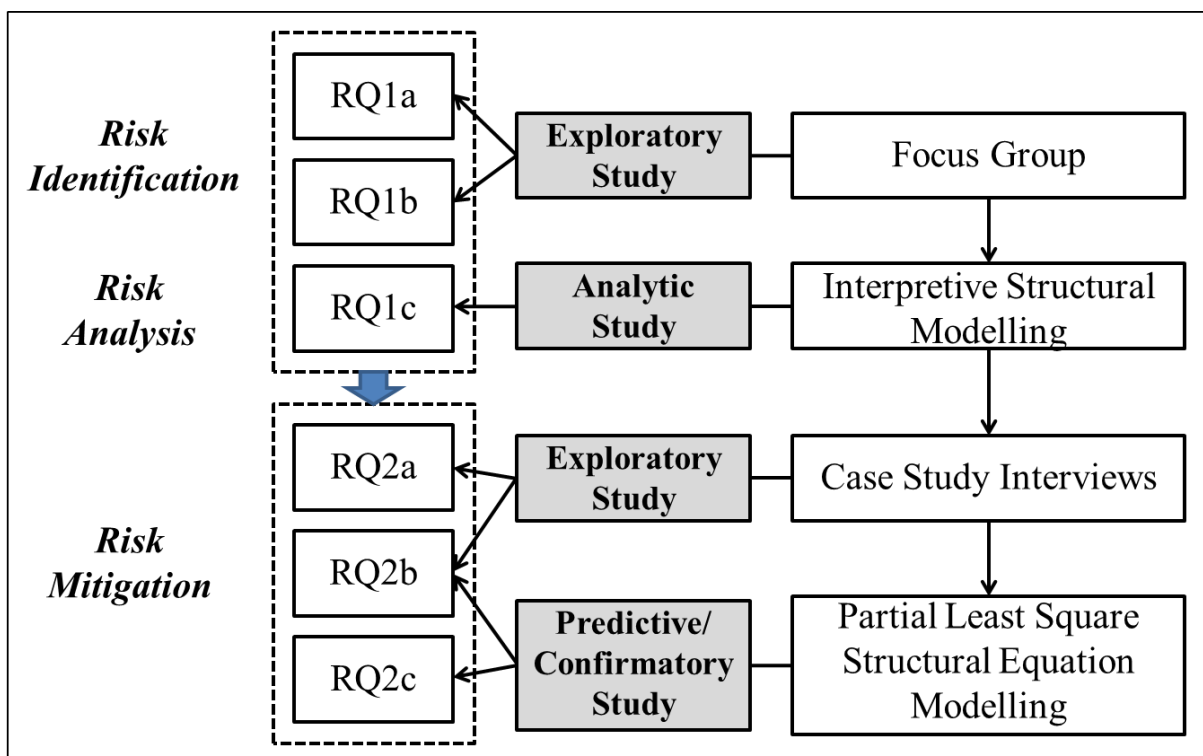 Risk
Identification
RQ1a
RQ1b
Exploratory
Study
Focus Group
Risk
Analysis
RQ1c
Analytic
Study
Interpretive Structural
Modelling
Risk
Mitigation
RQ2a
RQ2b
RQ2c
Exploratory
Study
Case Study Interviews
Predictive/
Confirmatory
Study
Partial Least Square
Structural Equation
Modelling